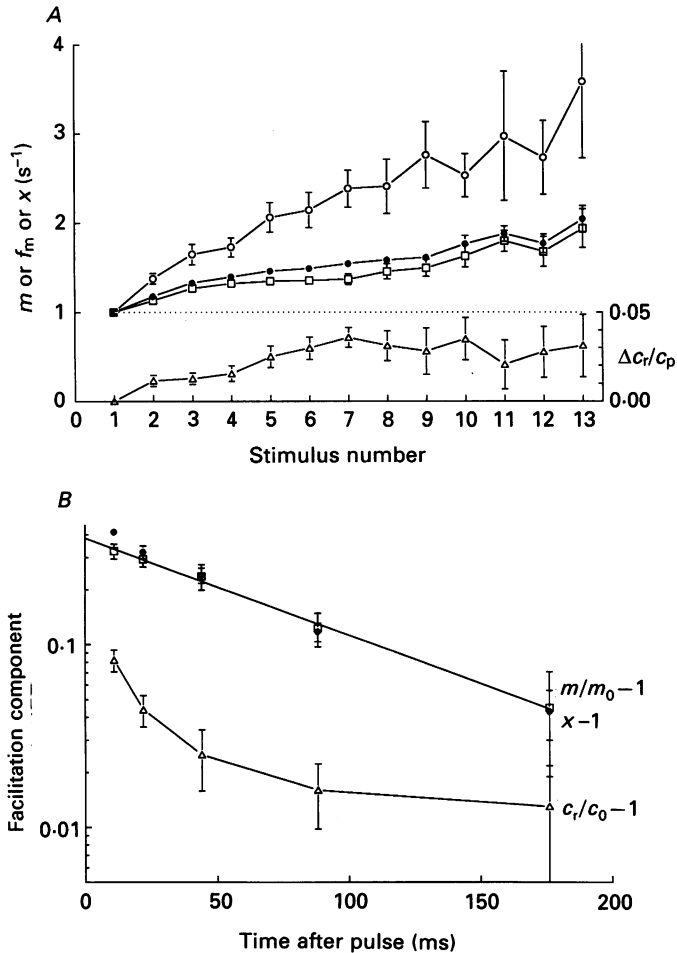 A
4
3
2
1
0
m or fₘ or x (s⁻¹)
0·05
Δcᵣ/cₚ
0·00
0 1 2 3 4 5 6 7 8 9 10 11 12 13
Stimulus number
B
0.1
0·01
Facilitation component
m/m₀−1
x−1
cᵣ/c₀−1
0 50 100 150 200
Time after pulse (ms)